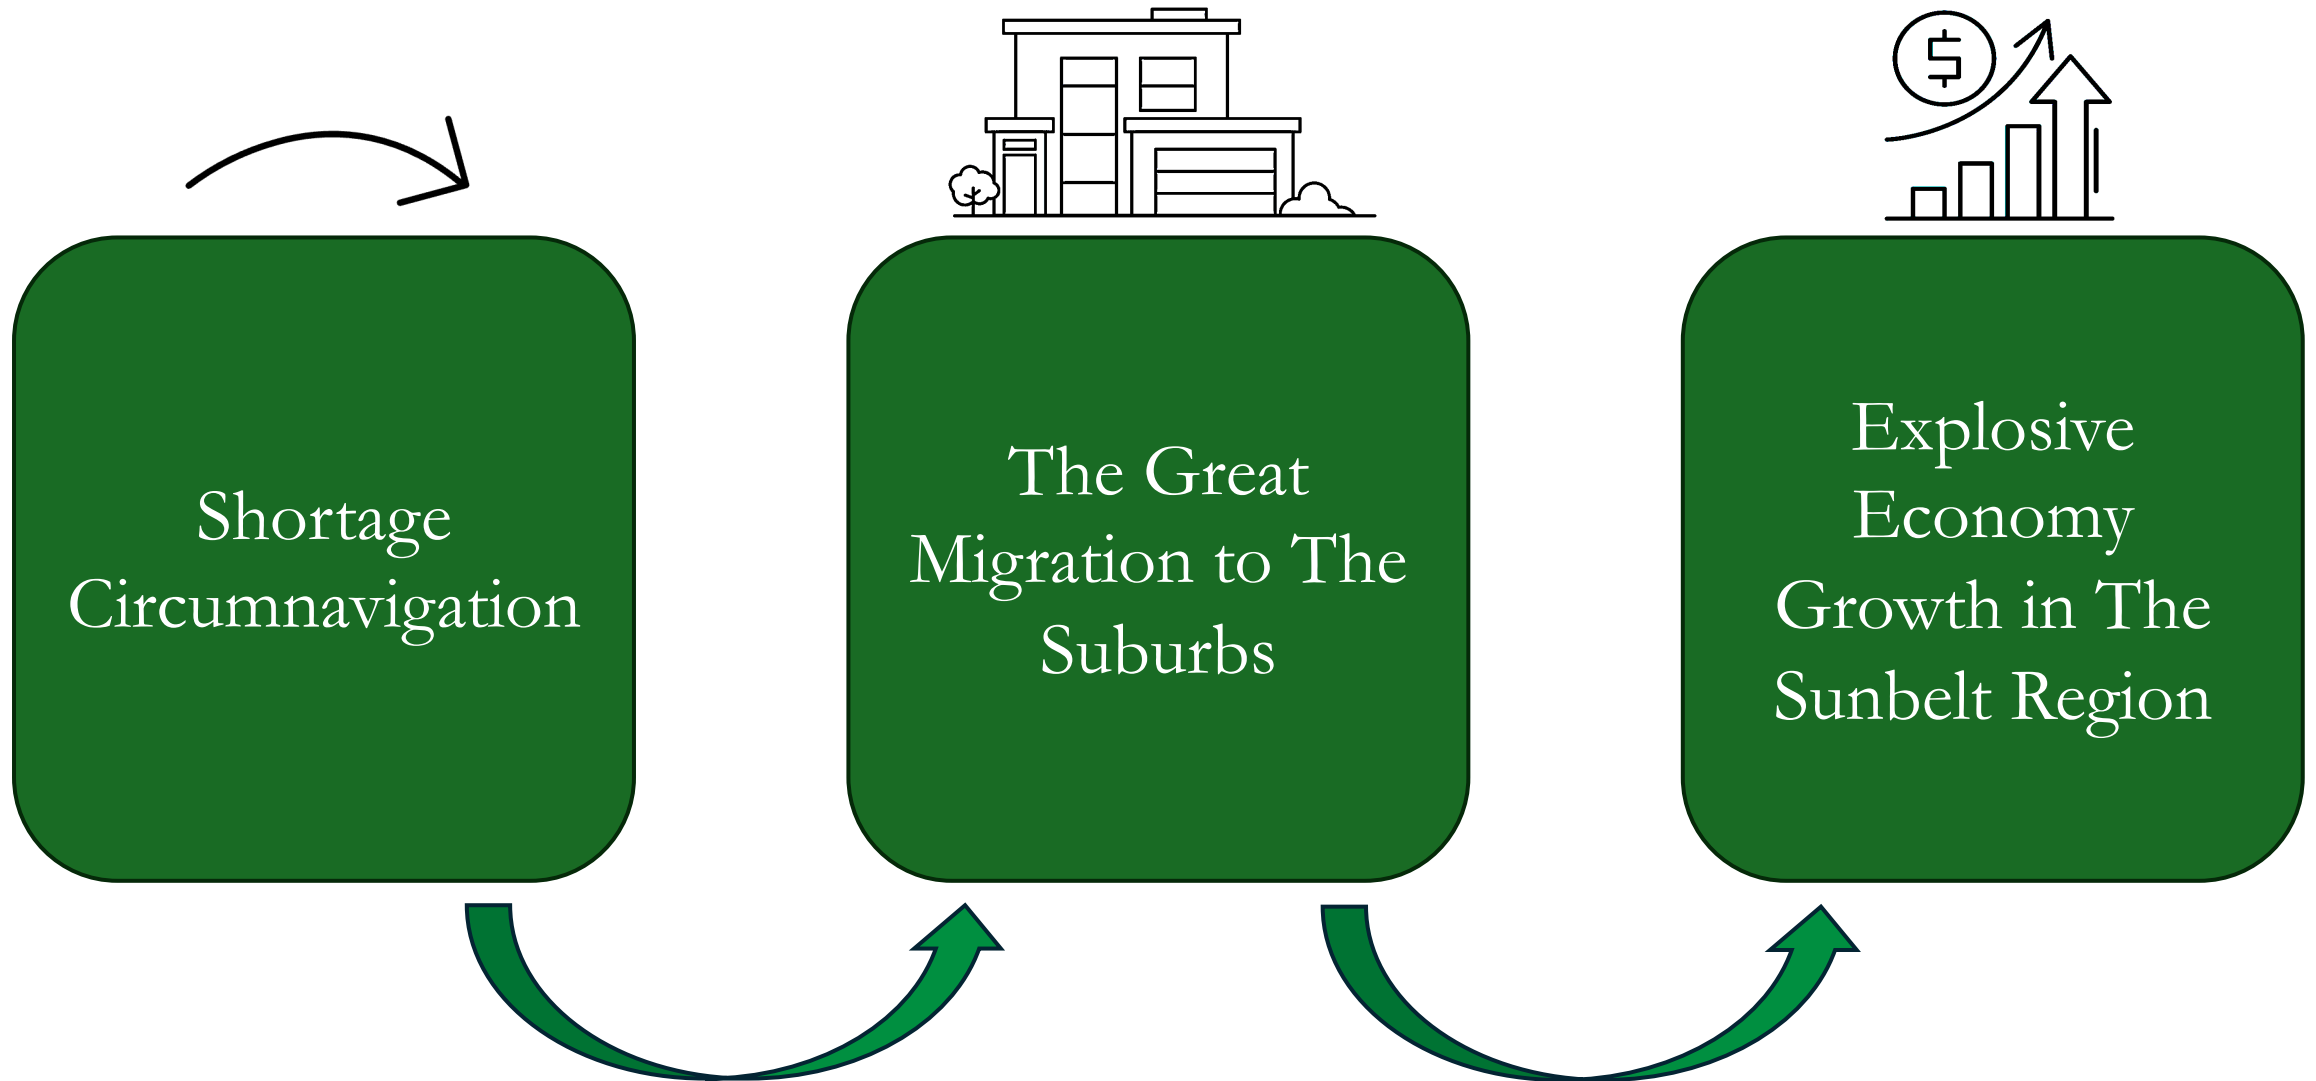 Shortage
Circumnavigation
The Great
Migration to The
Suburbs
$
Explosive
Economy
Growth in The
Sunbelt Region